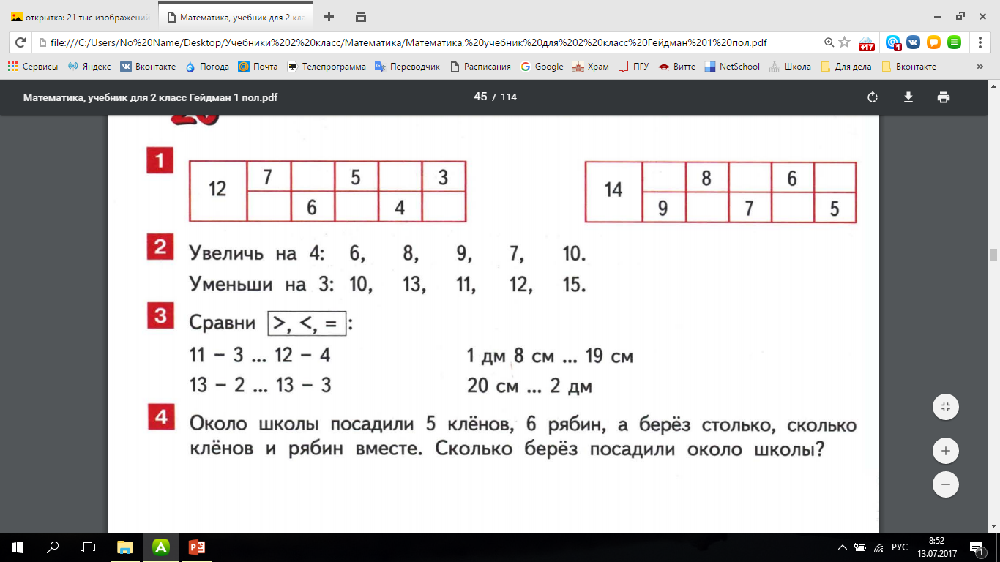 открытка: 21 тыс изображений
Математика, учебник для 2 кла
file:///C:/Users/No%20Name/Desktop/Учебники%202%20класс/Математика/Математика,%20учебник%20для%202%20класс%20Гейдман%201%20пол.pdf
+17 1
Сервисы Яндекс Вконтакте Погода Почта Телепрограмма Переводчик Расписания Google Храм ПГУ Витте NetSchool Школа Для дела Вконтакте »
Математика, учебник для 2 класс Гейдман 1 пол.pdf 45 / 114
1
12 7 5 3
6 4
14 8 6
9 7 5
2 Увеличь на 4: 6, 8, 9, 7, 10.
Уменьши на 3: 10, 13, 11, 12, 15.
3 Сравни >, <, = :
11 – 3 ... 12 – 4 1 дм 8 см ... 19 см
13 – 2 ... 13 – 3 20 см ... 2 дм
4 Около школы посадили 5 клёнов, 6 рябин, а берёз столько, сколько
клёнов и рябин вместе. Сколько берёз посадили около школы?
РУС 8:52
13.07.2017 1